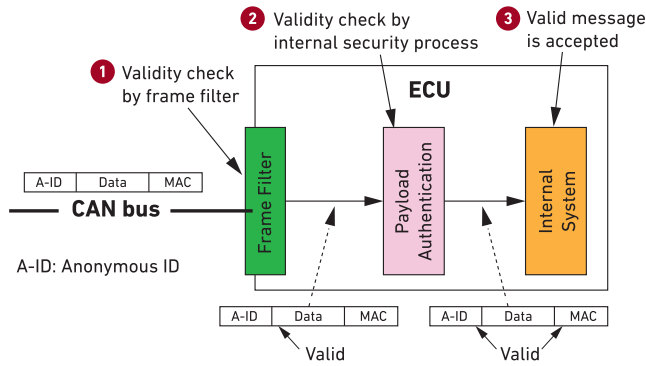 1 Validity check
by frame filter
2 Validity check by
internal security process
3 Valid message
is accepted
ECU
A-ID Data MAC
CAN bus
A-ID: Anonymous ID
Frame Filter
Payload
Authentication
Internal
System
A-ID Data MAC
Valid
A-ID Data MAC
Valid